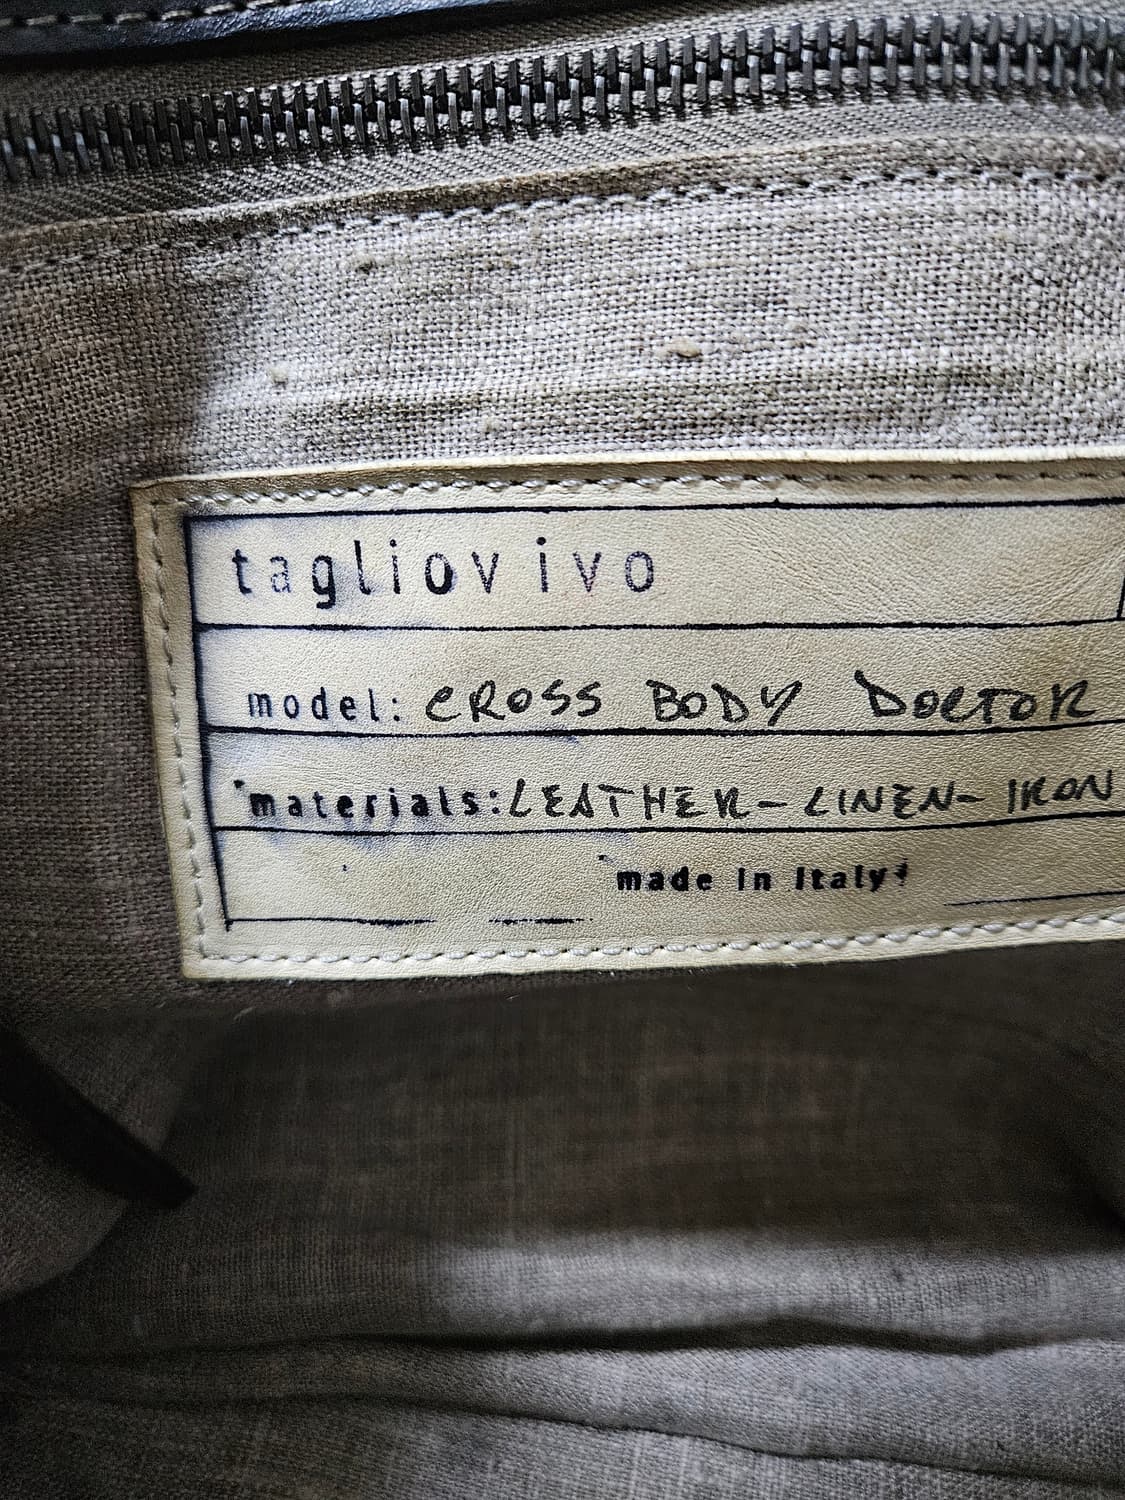 tagliovivo
model: CROSS BODY DOCTOR
materials: LEATHER - LINEN - IRON
made in Italy